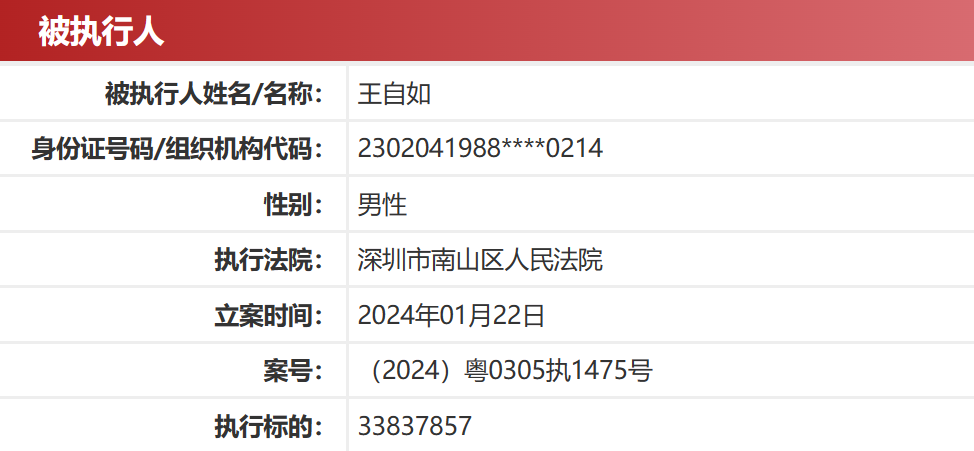 被执行人
被执行人姓名/名称： 王自如
身份证号码/组织机构代码： 2302041988****0214
性别： 男性
执行法院： 深圳市南山区人民法院
立案时间： 2024年01月22日
案号： （2024）粤0305执1475号
执行标的： 33837857